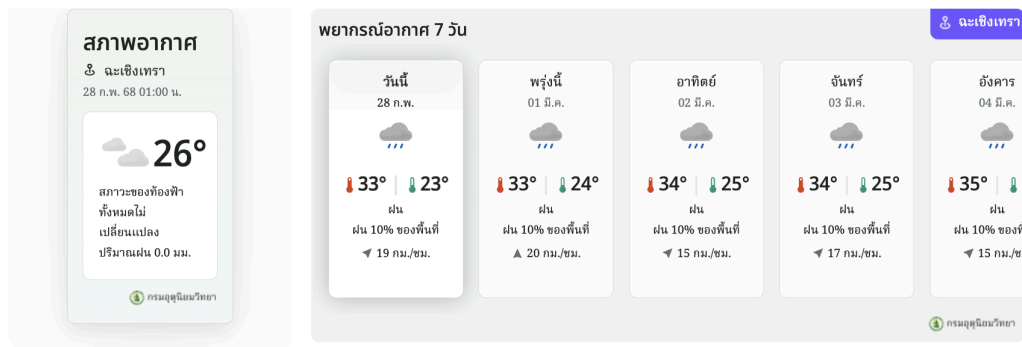 สภาพอากาศ
ฉะเชิงเทรา
28 ก.พ. 68 01:00 น.
26°
สภาวะของท้องฟ้า
ทั้งหมดไม่
เปลี่ยนแปลง
ปริมาณฝน 0.0 มม.
กรมอุตุนิยมวิทยา
พยากรณ์อากาศ 7 วัน
ฉะเชิงเทรา
วันนี้
28 ก.พ.
33° | 23°
ฝน
ฝน 10% ของพื้นที่
19 กม./ชม.
พรุ่งนี้
01 มี.ค.
33° | 24°
ฝน
ฝน 10% ของพื้นที่
20 กม./ชม.
อาทิตย์
02 มี.ค.
34° | 25°
ฝน
ฝน 10% ของพื้นที่
15 กม./ชม.
จันทร์
03 มี.ค.
34° | 25°
ฝน
ฝน 10% ของพื้นที่
17 กม./ชม.
อังคาร
04 มี.ค.
35° |
ฝน
ฝน 10% ของ
15
กรมอุตุนิยมวิทยา